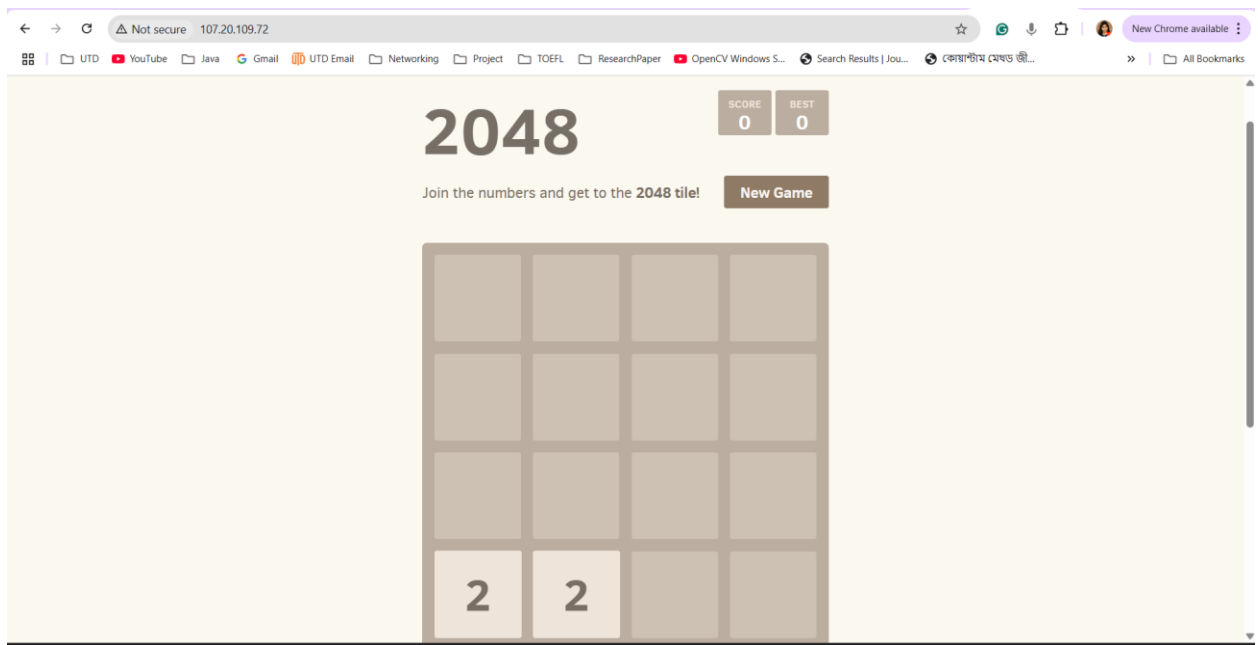 Not secure 107.20.109.72 New Chrome available
UTD YouTube Java Gmail UTD Email Networking Project TOEFL ResearchPaper OpenCV Windows S... Search Results | Jou... কোয়ান্টাম মেথড জী... » All Bookmarks
2048
SCORE BEST
0 0
Join the numbers and get to the 2048 tile! New Game
2 2